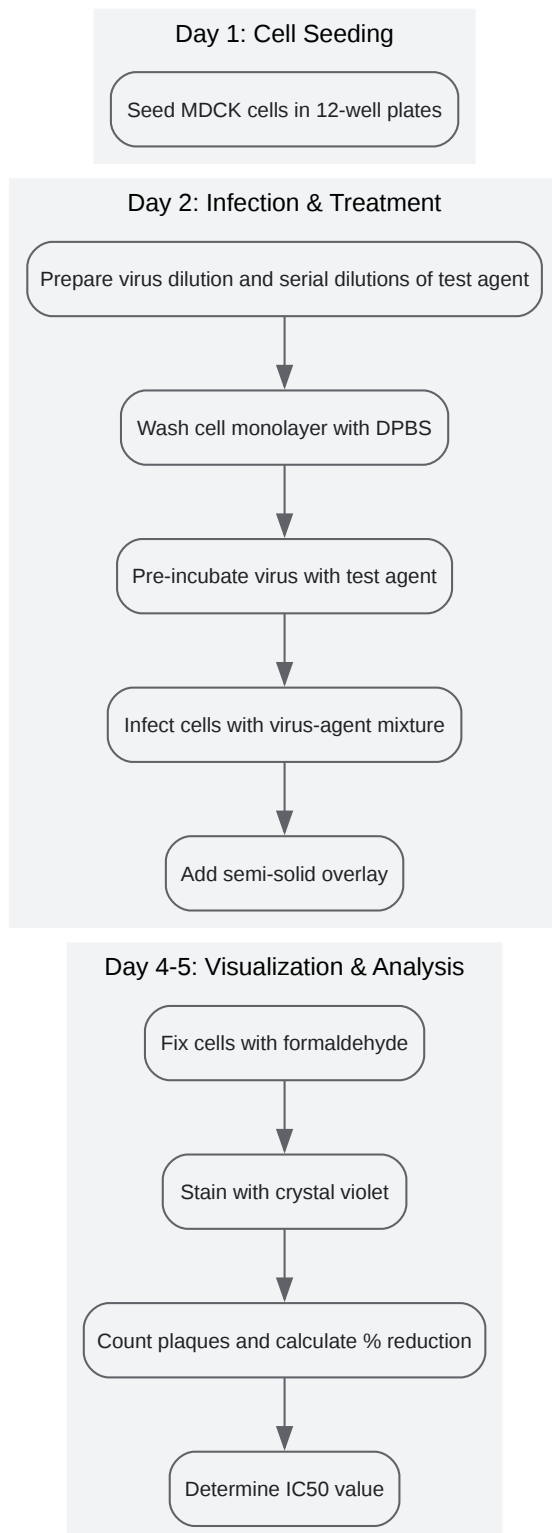 Day 1: Cell Seeding
Seed MDCK cells in 12-well plates
Day 2: Infection & Treatment
Prepare virus dilution and serial dilutions of test agent
Wash cell monolayer with DPBS
Pre-incubate virus with test agent
Infect cells with virus-agent mixture
Add semi-solid overlay
Day 4-5: Visualization & Analysis
Fix cells with formaldehyde
Stain with crystal violet
Count plaques and calculate % reduction
Determine IC50 value